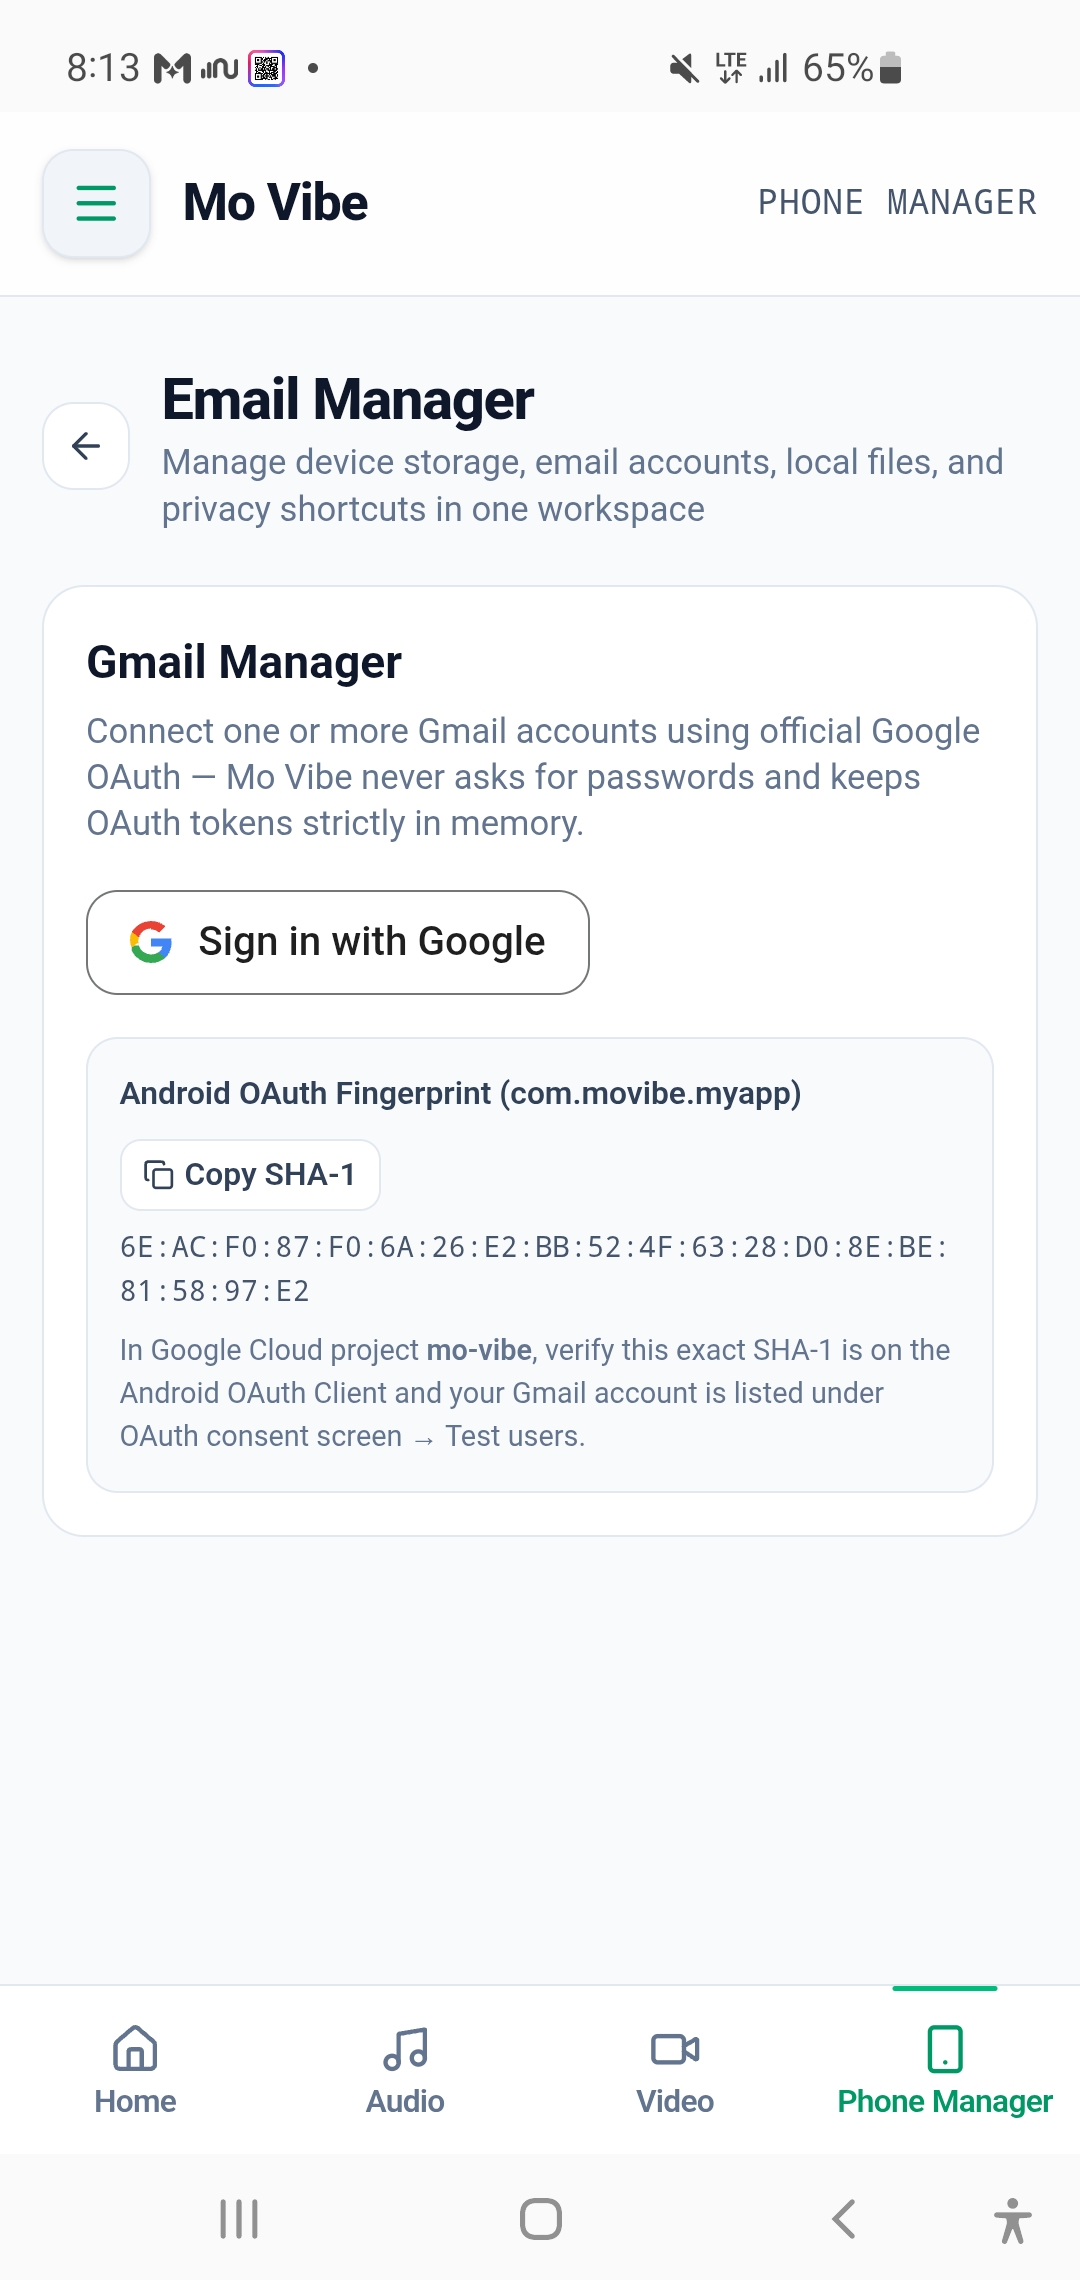 8:13
LTE
65%
Mo Vibe
PHONE MANAGER
Email Manager
Manage device storage, email accounts, local files, and
privacy shortcuts in one workspace
Gmail Manager
Connect one or more Gmail accounts using official Google
OAuth — Mo Vibe never asks for passwords and keeps
OAuth tokens strictly in memory.
Sign in with Google
Android OAuth Fingerprint (com.movibe.myapp)
Copy SHA-1
6E:AC:F0:87:F0:6A:26:E2:BB:52:4F:63:28:D0:8E:BE:
81:58:97:E2
In Google Cloud project mo-vibe, verify this exact SHA-1 is on the
Android OAuth Client and your Gmail account is listed under
OAuth consent screen → Test users.
Home
Audio
Video
Phone Manager